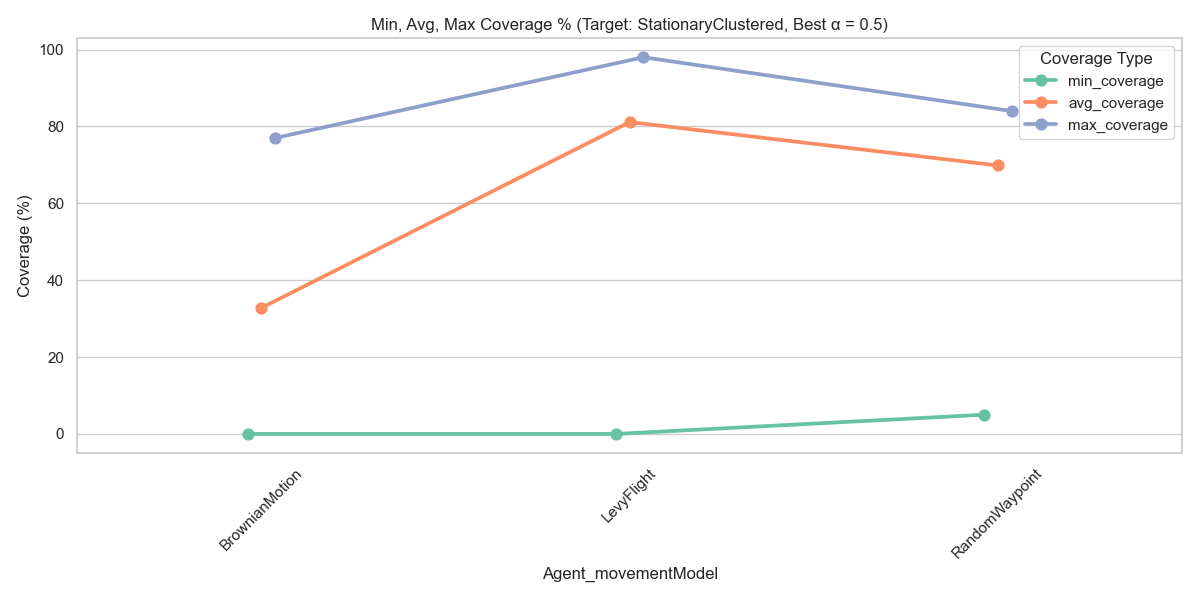 Min, Avg, Max Coverage % (Target: StationaryClustered, Best α = 0.5)
Coverage Type
min_coverage
avg_coverage
max_coverage
Coverage (%)
100
80
60
40
20
0
BrownianMotion
LevyFlight
RandomWaypoint
Agent_movementModel